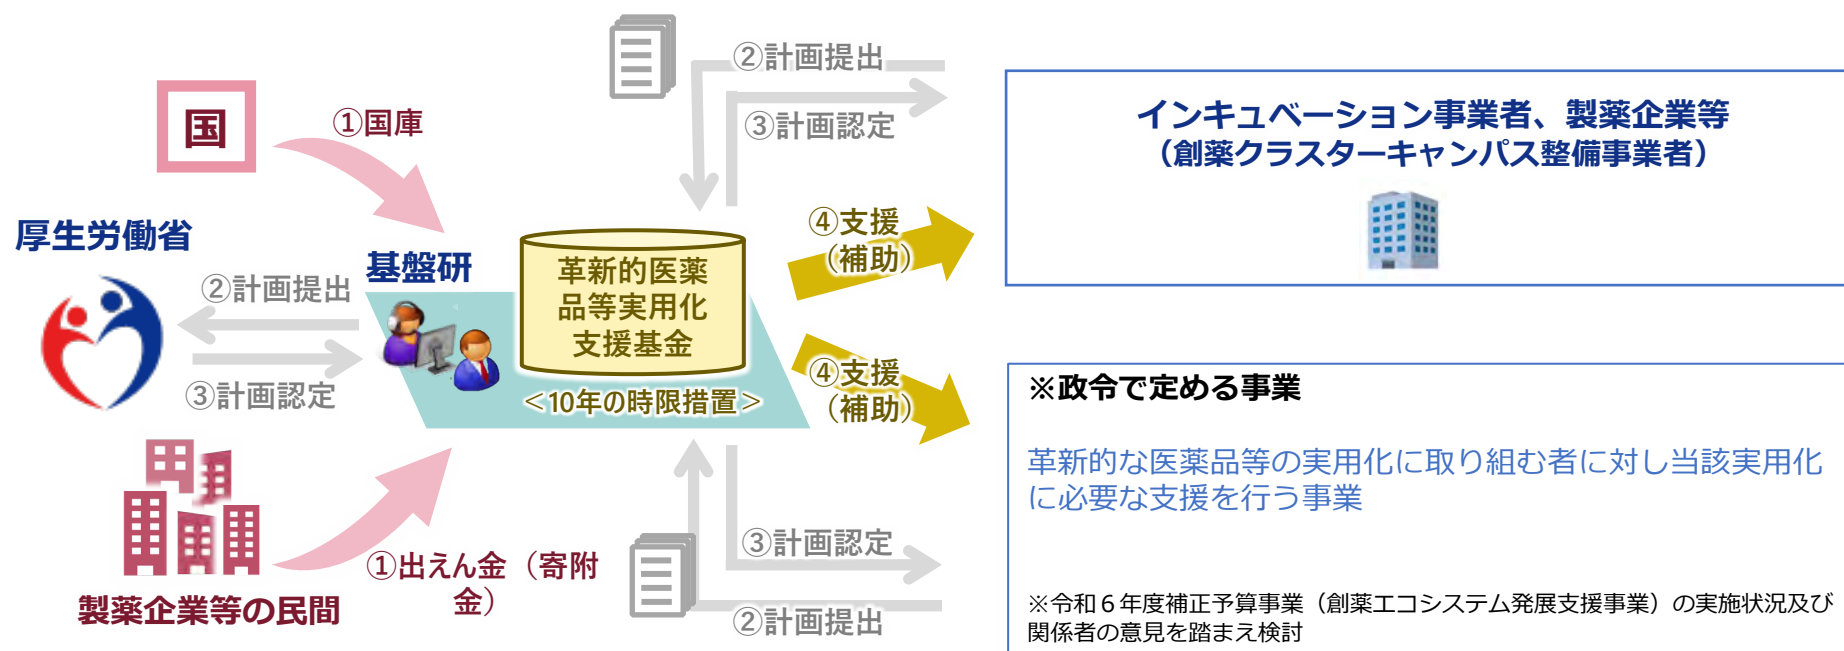 ②計画提出
③計画認定
国
①国庫
インキュベーション事業者、製薬企業等
（創薬クラスターキャンパス整備事業者）
厚生労働省
②計画提出
③計画認定
基盤研
革新的医薬
品等実用化
支援基金
＜10年の時限措置＞
④支援
（補助）
④支援
（補助）
※政令で定める事業
革新的な医薬品等の実用化に取り組む者に対し当該実用化
に必要な支援を行う事業
※令和６年度補正予算事業（創薬エコシステム発展支援事業）の実施状況及び
関係者の意見を踏まえ検討
製薬企業等の民間
①出えん金（寄附
金）
③計画認定
②計画提出